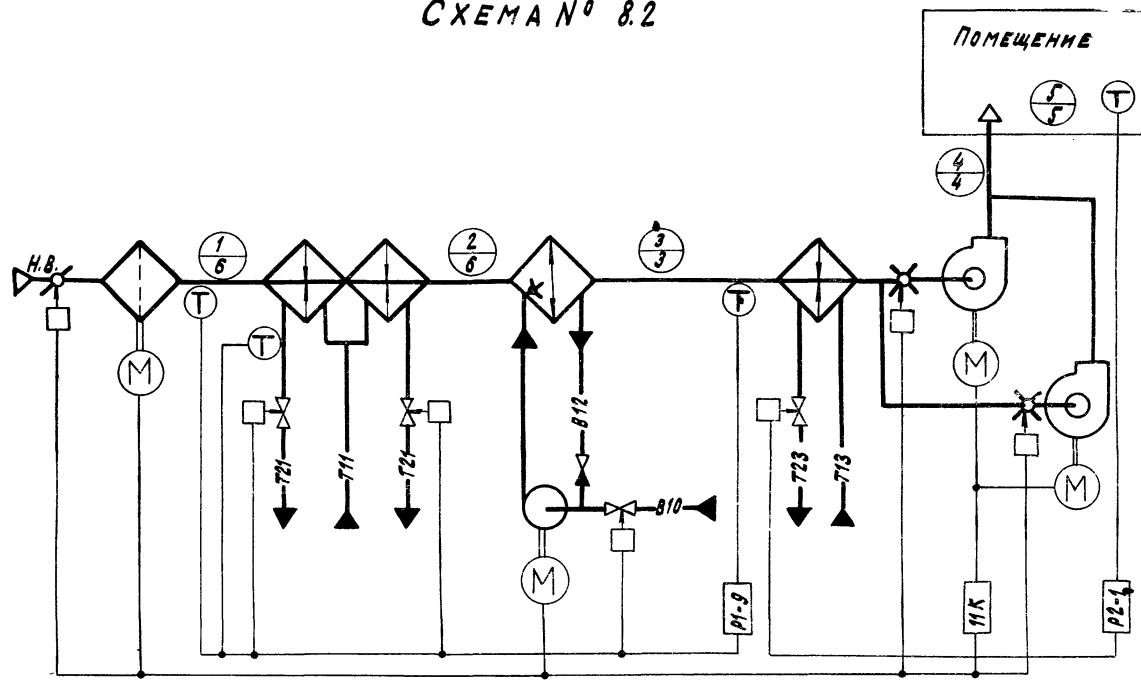 СХЕМА № 8.2
ПОМЕЩЕНИЕ
5
5
Т
4
4
Н.В.
1
6
2
6
3
3
Т
Т
Т
М
М
М
М
Т21
Т11
Т21
В12
В10
Т23
Т13
Р1-9
11К
Р2-1